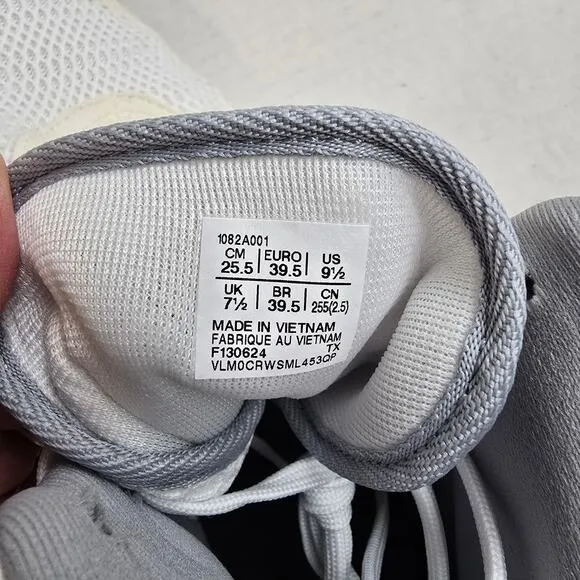 1082A001
CM EURO US
25.5 39.5 9½
UK BR CN
7½ 39.5 255(2.5)
MADE IN VIETNAM
FABRIQUE AU VIETNAM
F130624 TX
VLM0CRWSML453QP